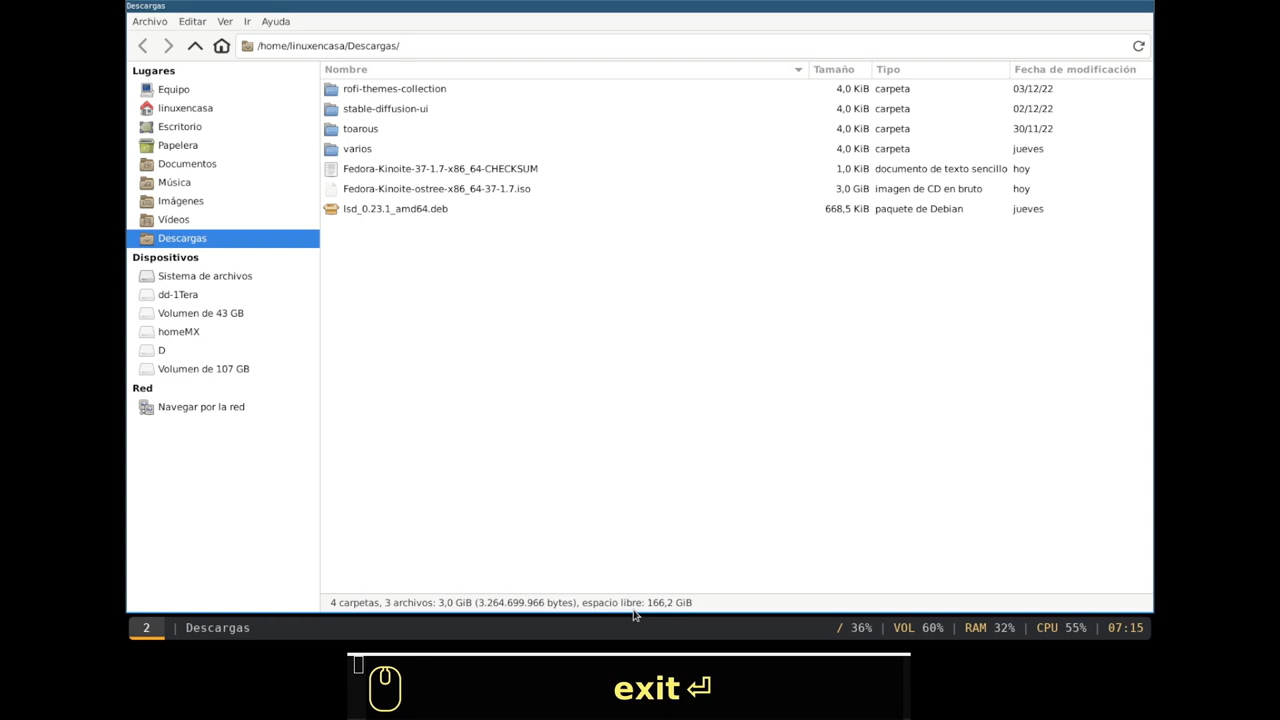 Descargas
Archivo Editar Ver Ir Ayuda
/home/linuxencasa/Descargas/
Lugares
Equipo
linuxencasa
Escritorio
Papelera
Documentos
Música
Imágenes
Vídeos
Descargas
Dispositivos
Sistema de archivos
dd-1Tera
Volumen de 43 GB
homeMX
D
Volumen de 107 GB
Red
Navegar por la red
Nombre Tamaño Tipo Fecha de modificación
rofi-themes-collection 4,0 KiB carpeta 03/12/22
stable-diffusion-ui 4,0 KiB carpeta 02/12/22
toarous 4,0 KiB carpeta 30/11/22
varios 4,0 KiB carpeta jueves
Fedora-Kinoite-37-1.7-x86_64-CHECKSUM 1,0 KiB documento de texto sencillo hoy
Fedora-Kinoite-ostree-x86_64-37-1.7.iso 3,0 GiB imagen de CD en bruto hoy
lsd_0.23.1_amd64.deb 668,5 KiB paquete de Debian jueves
4 carpetas, 3 archivos: 3,0 GiB (3.264.699.966 bytes), espacio libre: 166,2 GiB
2 | Descargas / 36% | VOL 60% | RAM 32% | CPU 55% | 07:15
exit ⏎